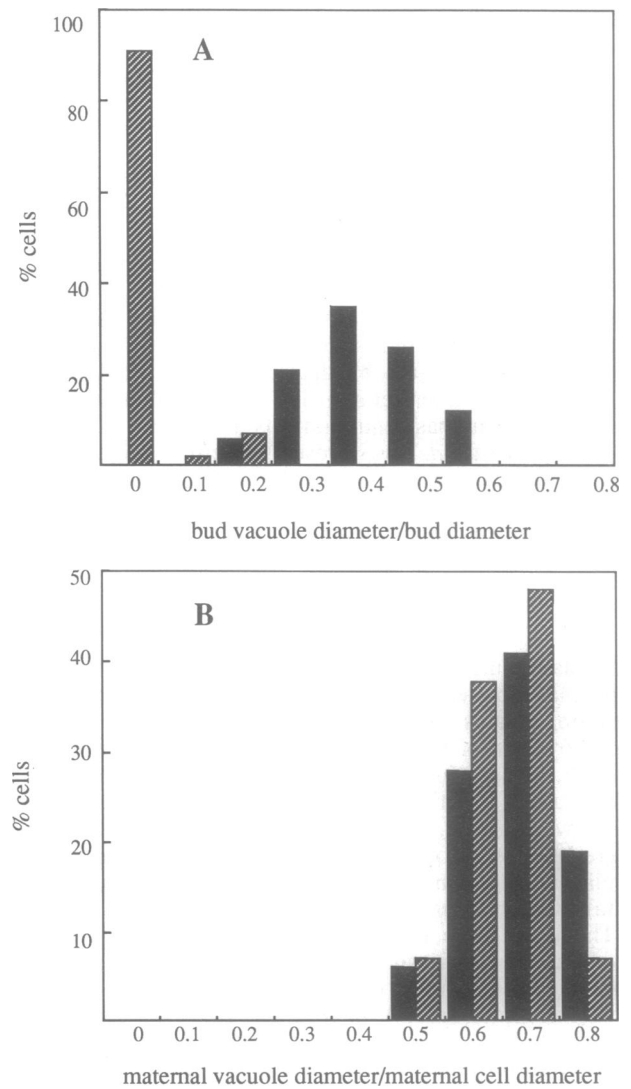 100
A
80
60
% cells
40
20
0 0.1 0.2 0.3 0.4 0.5 0.6 0.7 0.8
bud vacuole diameter/bud diameter
50
B
40
30
% cells
20
10
0 0.1 0.2 0.3 0.4 0.5 0.6 0.7 0.8
maternal vacuole diameter/maternal cell diameter